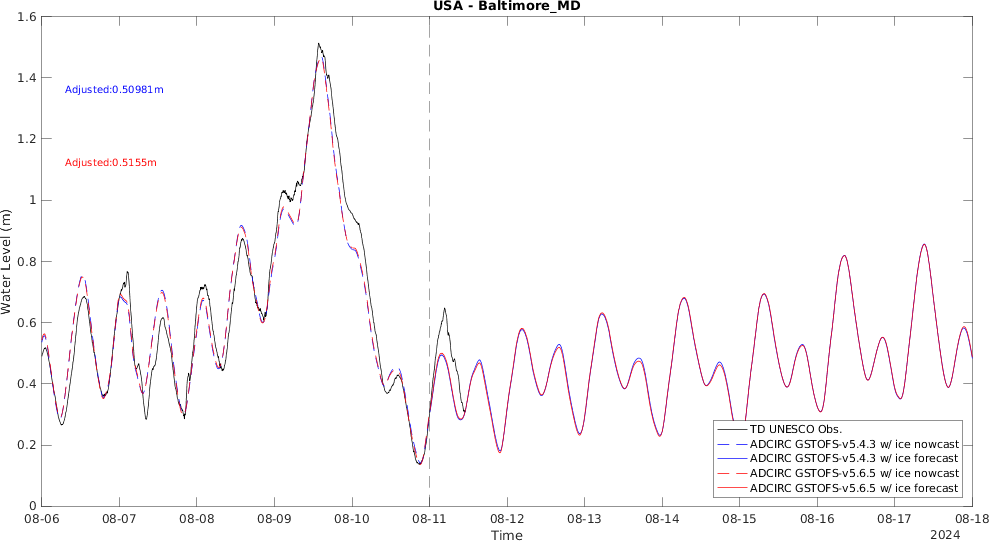 USA - Baltimore_MD
1.6
1.4
1.2
1
0.8
0.6
0.4
0.2
0
Water Level (m)
Adjusted:0.50981m
Adjusted:0.5155m
TD UNESCO Obs.
ADCIRC GSTOFS-v5.4.3 w/ ice nowcast
ADCIRC GSTOFS-v5.4.3 w/ ice forecast
ADCIRC GSTOFS-v5.6.5 w/ ice nowcast
ADCIRC GSTOFS-v5.6.5 w/ ice forecast
08-06 08-07 08-08 08-09 08-10 08-11 08-12 08-13 08-14 08-15 08-16 08-17 08-18
Time
2024